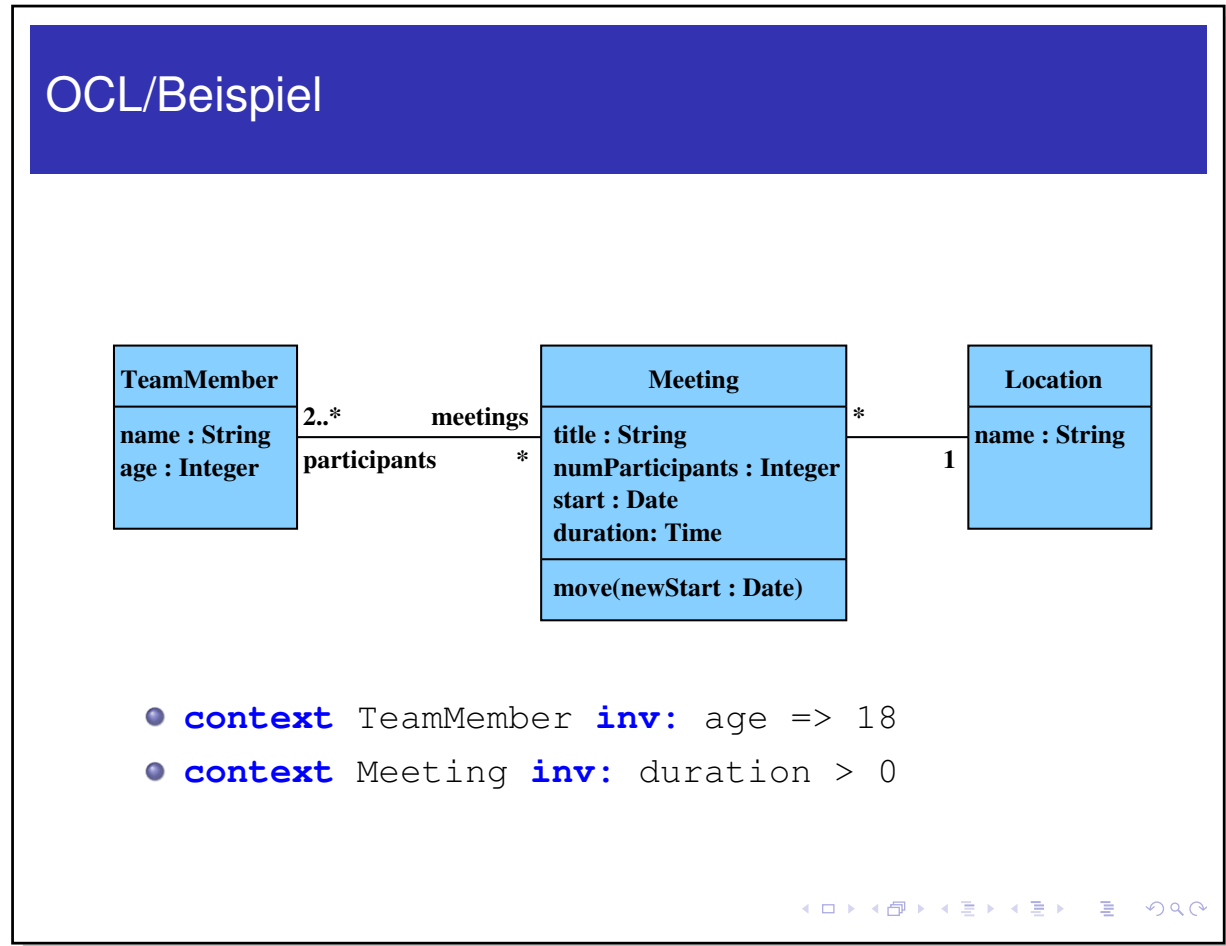 OCL/Beispiel
TeamMember
name : String
age : Integer
2..*
participants
meetings
*
Meeting
title : String
numParticipants : Integer
start : Date
duration: Time
move(newStart : Date)
*
1
Location
name : String
context TeamMember inv: age => 18
context Meeting inv: duration > 0